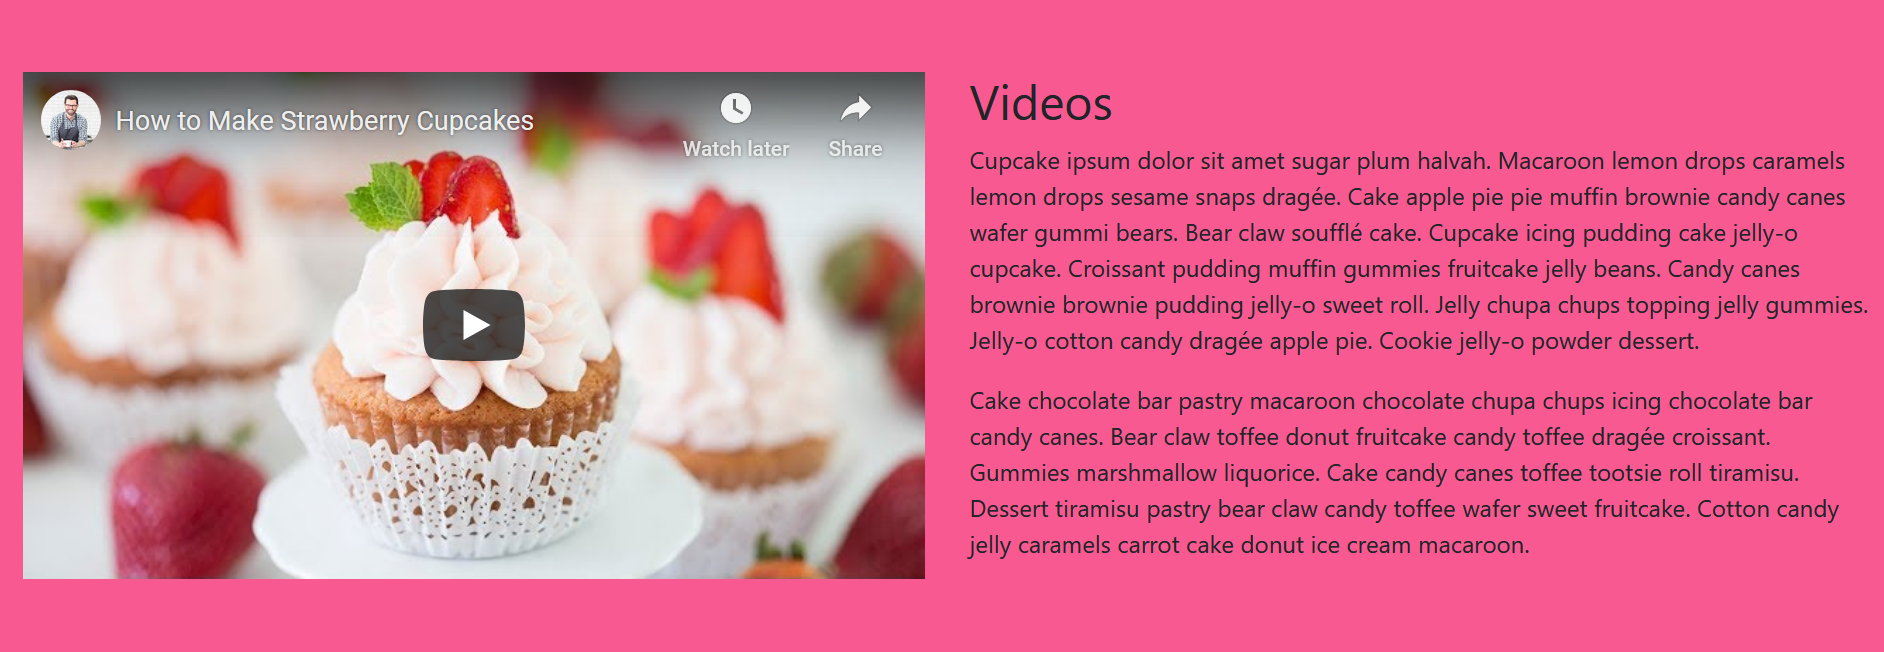 How to Make Strawberry Cupcakes
Watch later
Share
Videos
Cupcake ipsum dolor sit amet sugar plum halvah. Macaroon lemon drops caramels
lemon drops sesame snaps dragée. Cake apple pie pie muffin brownie candy canes
wafer gummi bears. Bear claw soufflé cake. Cupcake icing pudding cake jelly-o
cupcake. Croissant pudding muffin gummies fruitcake jelly beans. Candy canes
brownie brownie pudding jelly-o sweet roll. Jelly chupa chups topping jelly gummies.
Jelly-o cotton candy dragée apple pie. Cookie jelly-o powder dessert.
Cake chocolate bar pastry macaroon chocolate chupa chups icing chocolate bar
candy canes. Bear claw toffee donut fruitcake candy toffee dragée croissant.
Gummies marshmallow liquorice. Cake candy canes toffee tootsie roll tiramisu.
Dessert tiramisu pastry bear claw candy toffee wafer sweet fruitcake. Cotton candy
jelly caramels carrot cake donut ice cream macaroon.